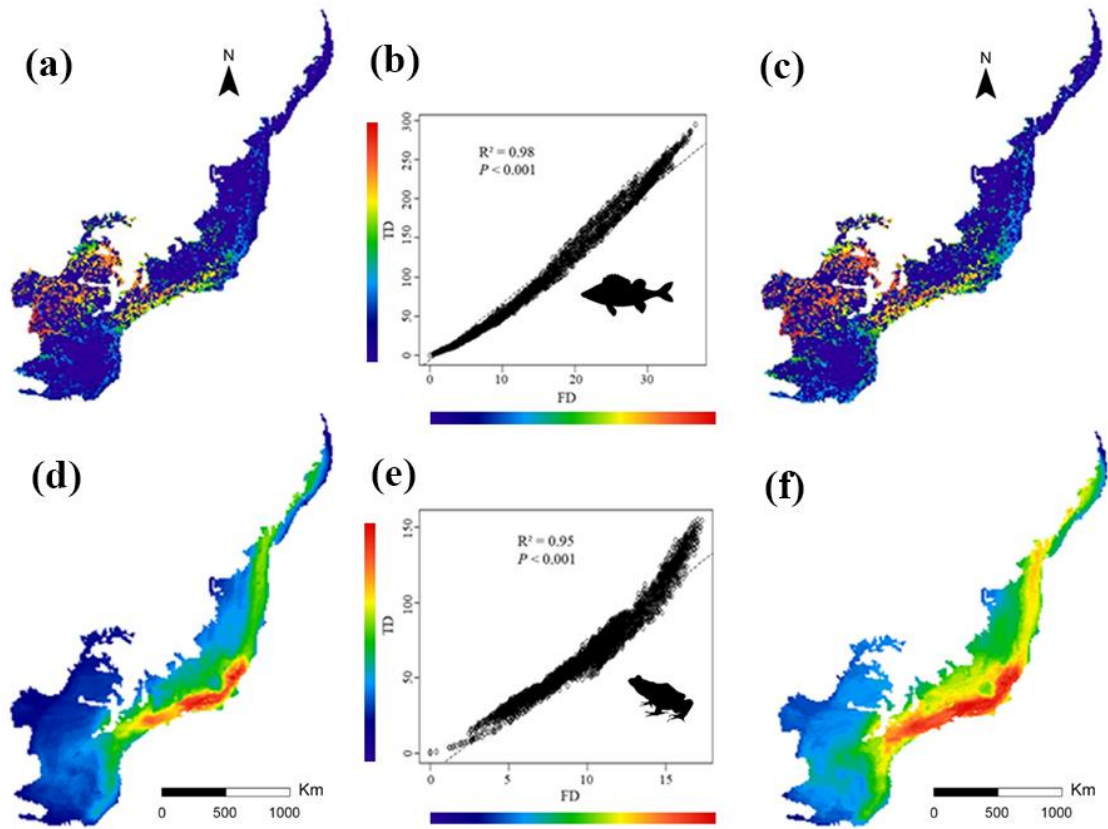 (a)
N
(b)
(c)
N
R² = 0.98
P < 0.001
TD
300
250
200
150
100
50
0
0 10 20 30
FD
(d)
(e)
(f)
R² = 0.95
P < 0.001
TD
150
100
50
0
0 5 10 15
FD
Km
0 500 1000
Km
0 500 1000